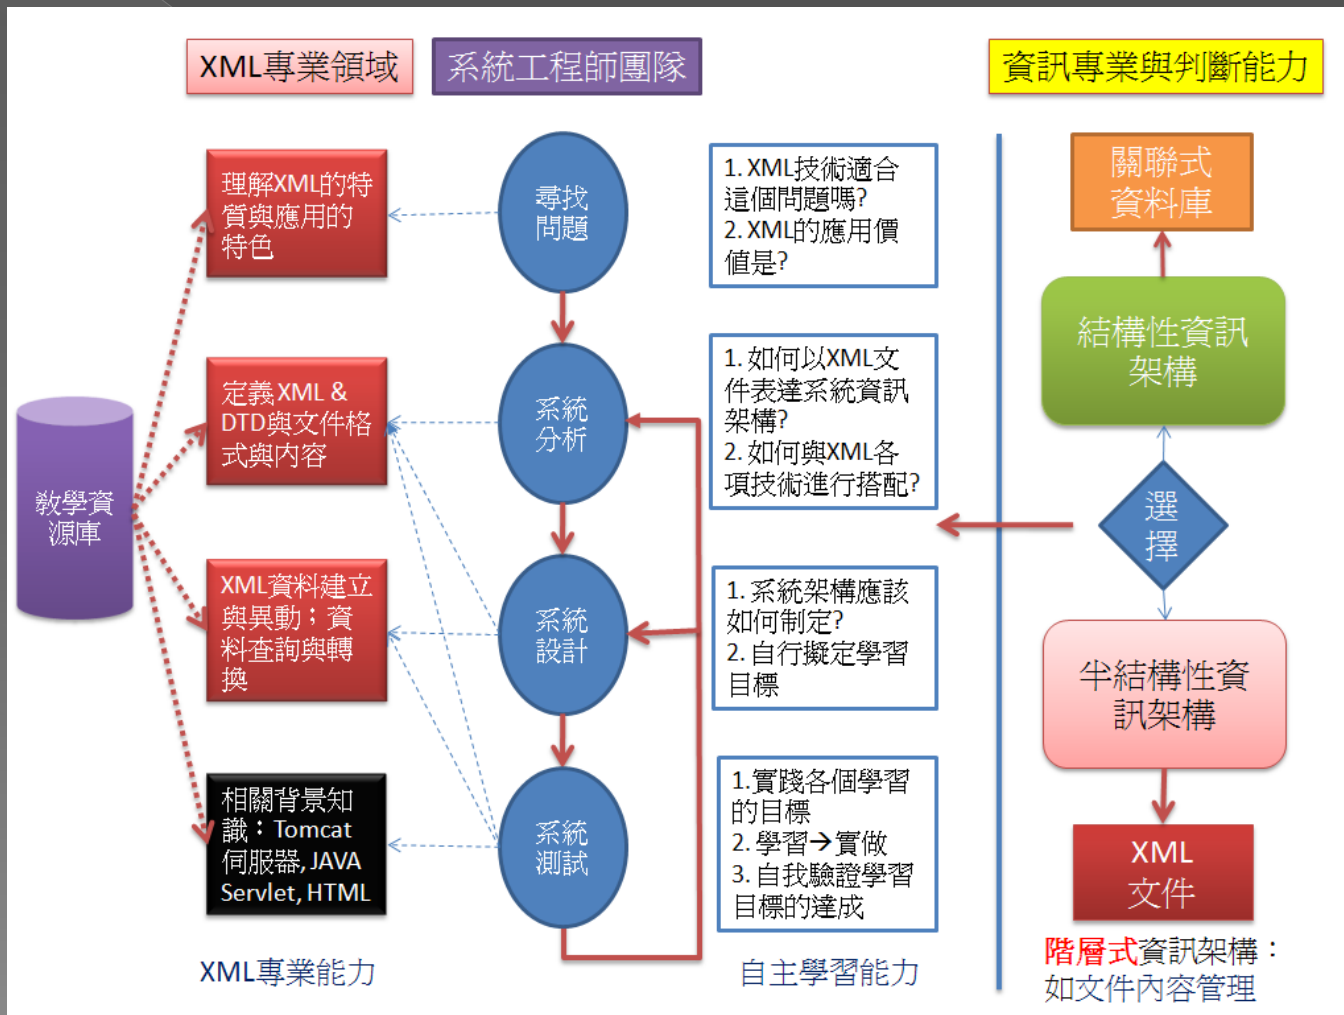 XML專業領域
系統工程師團隊
資訊專業與判斷能力
教學資
源庫
理解XML的特
質與應用的
特色
定義 XML &
DTD與文件格
式與內容
XML資料建立
與異動；資
料查詢與轉
換
相關背景知
識：Tomcat
伺服器, JAVA
Servlet, HTML
XML專業能力
尋找
問題
系統
分析
系統
設計
系統
測試
1. XML技術適合
這個問題嗎?
2. XML的應用價
值是?
1. 如何以XML文
件表達系統資訊
架構?
2. 如何與XML各
項技術進行搭配?
1. 系統架構應該
如何制定?
2. 自行擬定學習
目標
1.實踐各個學習
的目標
2. 學習→實做
3. 自我驗證學習
目標的達成
自主學習能力
關聯式
資料庫
結構性資訊
架構
選
擇
半結構性資
訊架構
XML
文件
階層式資訊架構：
如文件內容管理